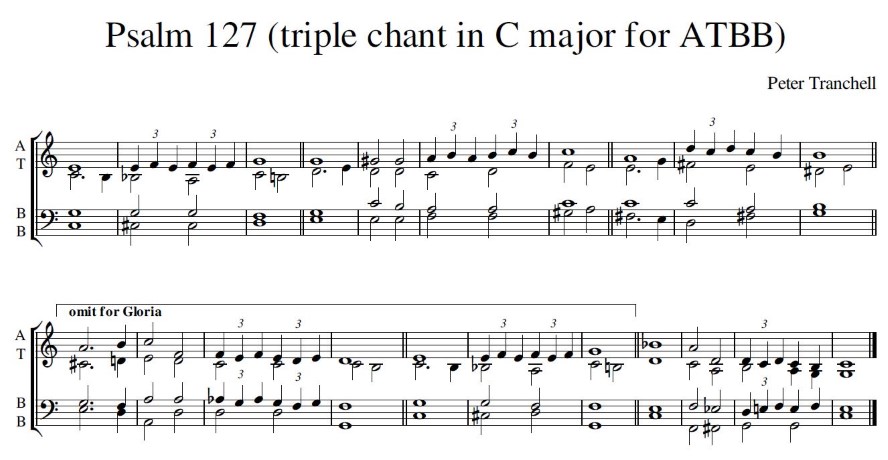 Psalm 127 (triple chant in C major for ATBB)
Peter Tranchell
3 3 3 3 3
A
T
B
B
omit for Gloria
3 3 3 3 3
A
T
3 3 3
B
B